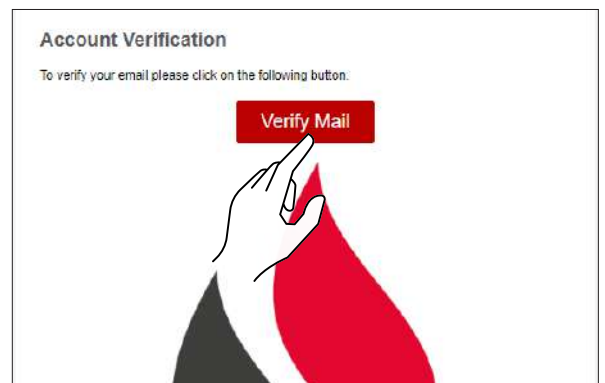 Account Verification
To verify your email please click on the following button.
Verify Mail